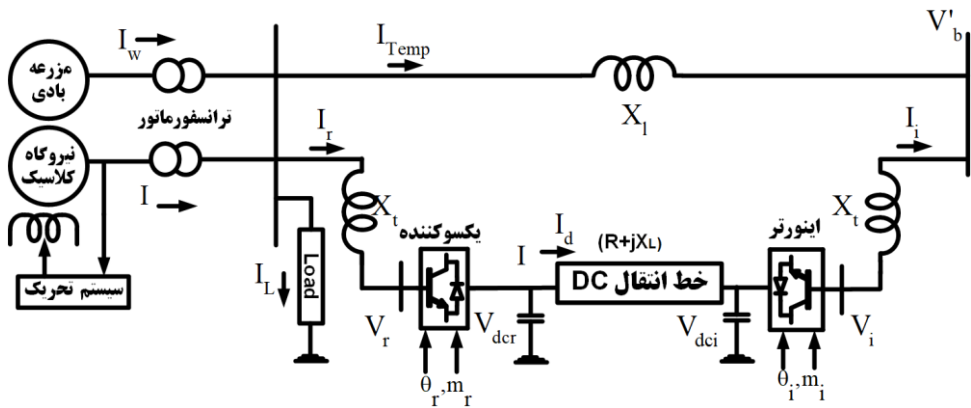 I_w
I_Temp
V'_b
مزرعه
بادی
ترانسفورماتور
X_l
I_r
I_i
نیروگاه
کلاسیک
I
X_t
X_t
یکسوکننده
اینورتر
I
I_d
(R+jX_L)
سیستم تحریک
I_L
Load
خط انتقال DC
V_r
V_dcr
V_dci
V_i
θ_r,m_r
θ_i,m_i